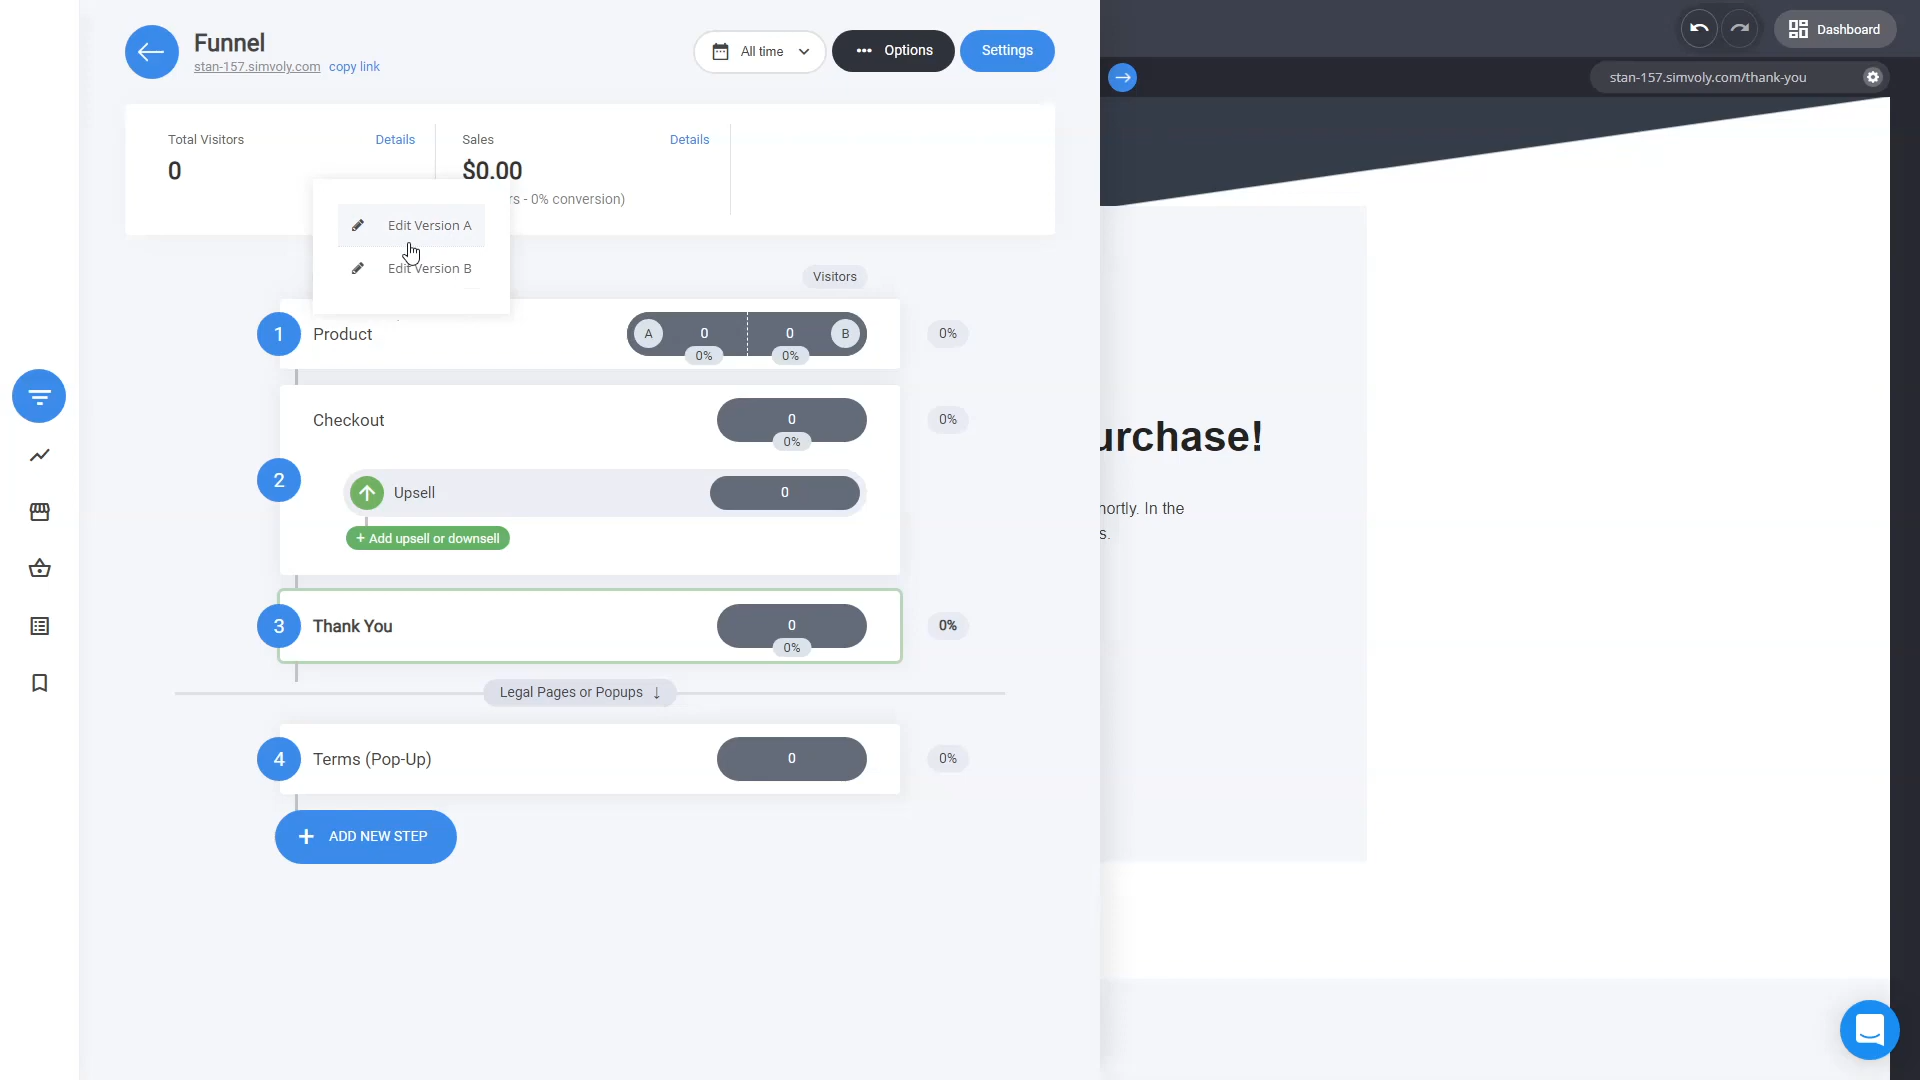 Funnel
stan-157.simvoly.com copy link
All time
Options
Settings
Dashboard
stan-157.simvoly.com/thank-you
Total Visitors
Details
0
Sales
Details
$0.00
- 0% conversion)
Edit Version A
Edit Version B
Visitors
1
Product
A
0
0%
0
0%
B
0%
2
Checkout
0
0%
0%
Upsell
0
+ Add upsell or downsell
3
Thank You
0
0%
0%
Legal Pages or Popups ↓
4
Terms (Pop-Up)
0
0%
+ ADD NEW STEP
urchase!
hortly. In the
s.